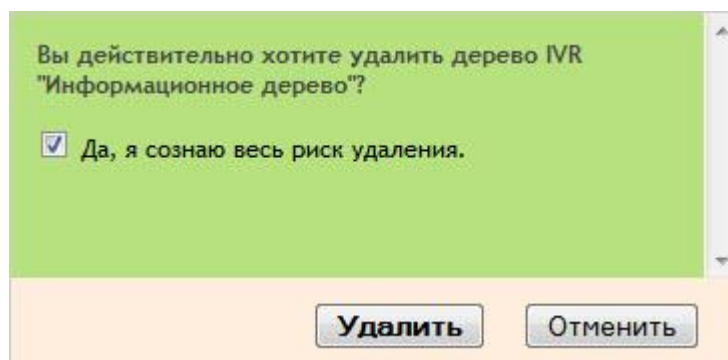 Вы действительно хотите удалить дерево IVR
"Информационное дерево"?
Да, я сознаю весь риск удаления.
Удалить Отменить